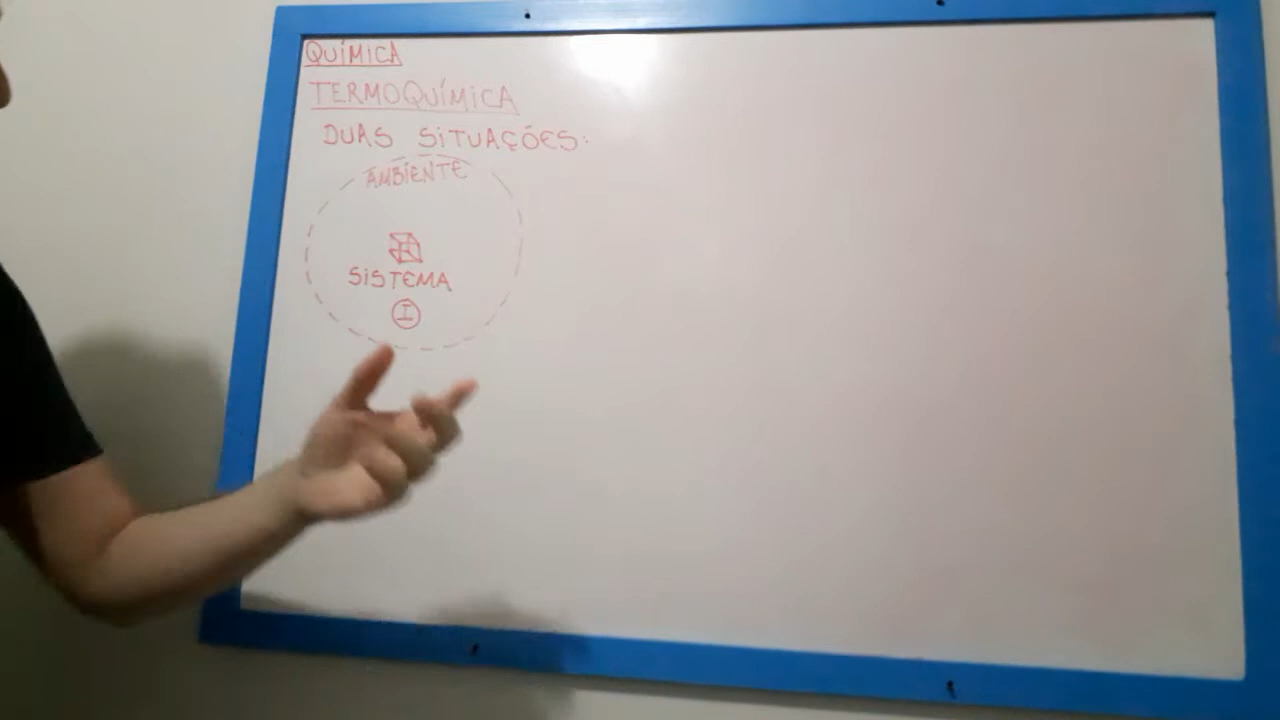 QUÍMICA
TERMOQUÍMICA
DUAS SITUAÇÕES:
AMBIENTE
SISTEMA
I